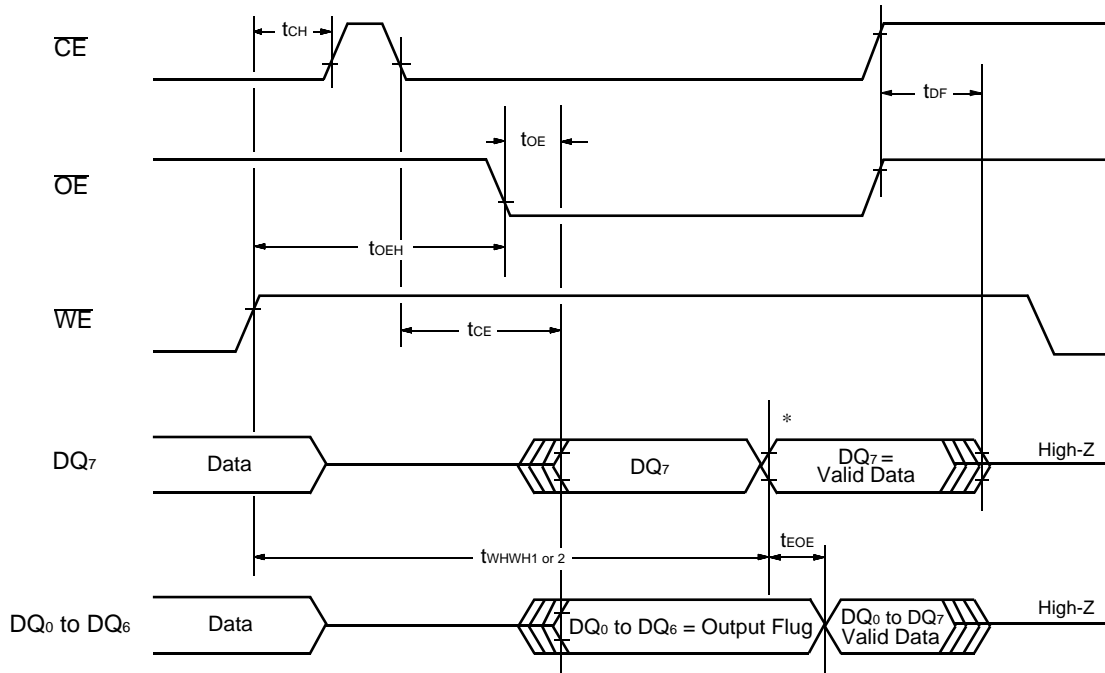 CE
tCH
tDF
tOE
OE
tOEH
WE
tCE
*
DQ7
Data
DQ7
DQ7 =
Valid Data
High-Z
tWHWH1 or 2
tEOE
DQ0 to DQ6
Data
DQ0 to DQ6 = Output Flug
DQ0 to DQ7
Valid Data
High-Z